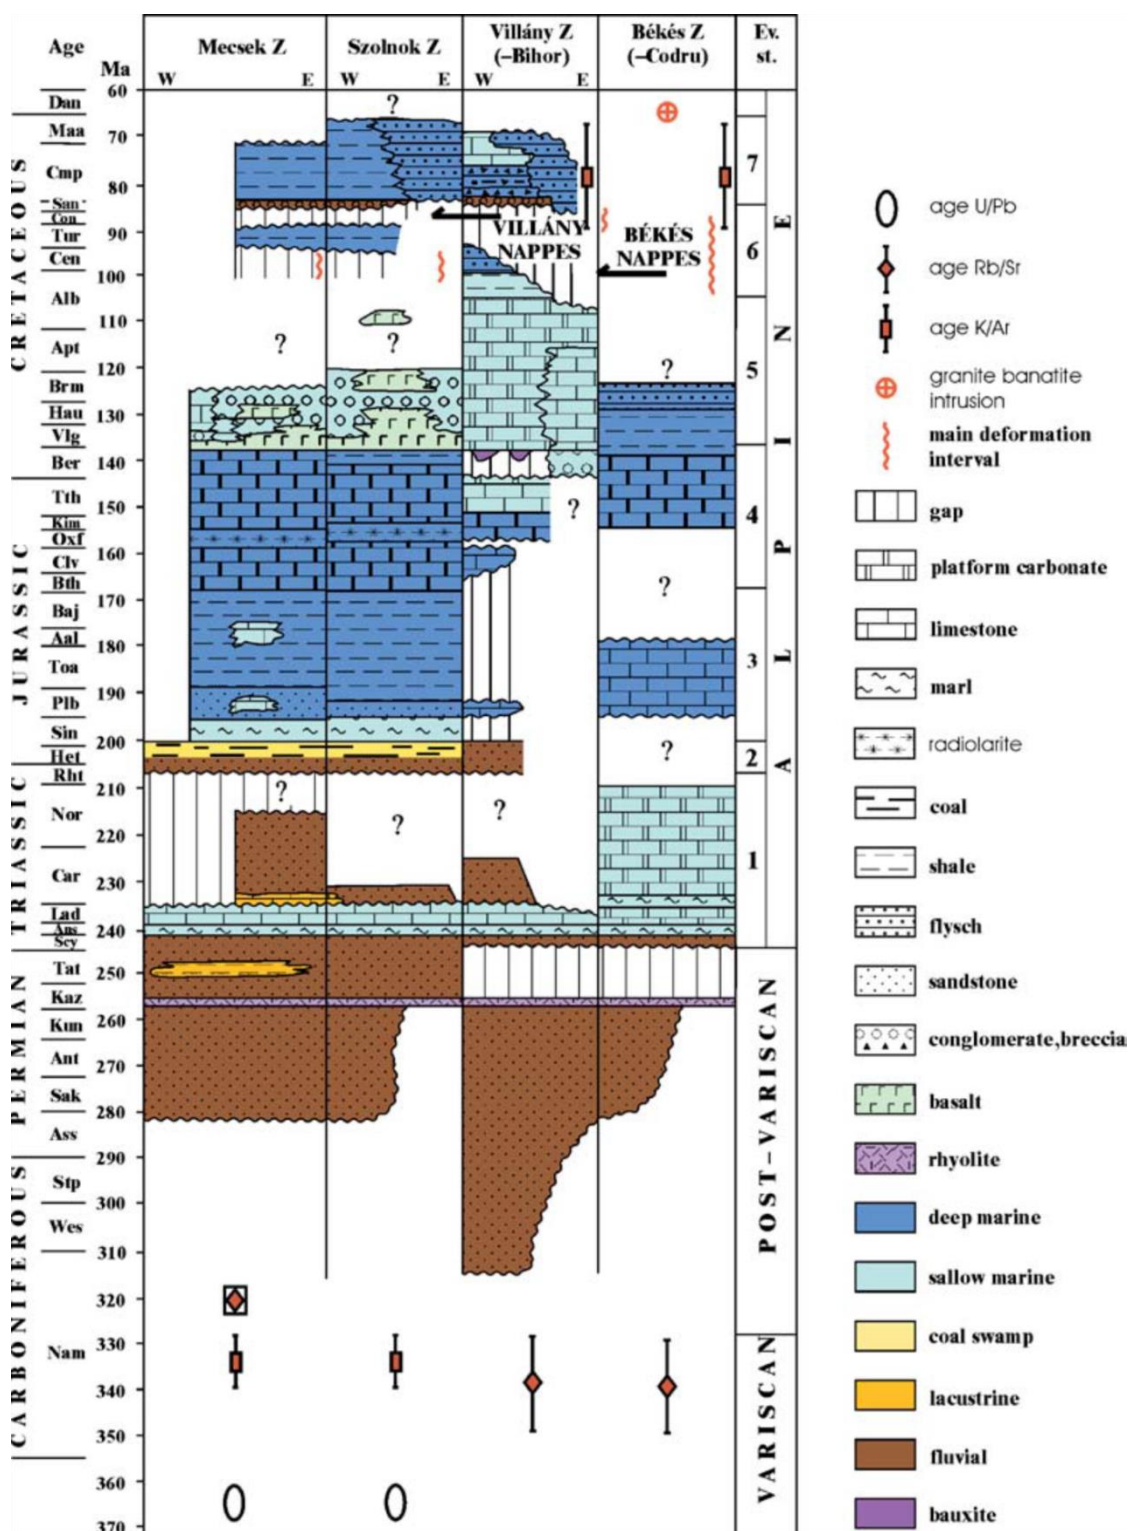 Age
Ma
Mecsek Z
W E
Szolnok Z
W E
Villány Z
(–Bihor)
W E
Békés Z
(–Codru)
Ev.
st.
CRETACEOUS
JURASSIC
TRIASSIC
PERMIAN
CARBONIFEROUS
Dan
Maa
Cmp
San
Con
Tur
Cen
Alb
Apt
Brm
Hau
Vlg
Ber
Tth
Kim
Oxf
Clv
Bth
Baj
Aal
Toa
Plb
Sin
Het
Rht
Nor
Car
Lad
Ans
Scy
Tat
Kaz
Kun
Ant
Sak
Ass
Stp
Wes
Nam
60
70
80
90
100
110
120
130
140
150
160
170
180
190
200
210
220
230
240
250
260
270
280
290
300
310
320
330
340
350
360
370
?
VILLÁNY
NAPPES
BÉKÉS
NAPPES
?
?
?
?
?
?
?
?
?
7
6
5
4
3
2
1
ALPINE
POST–VARISCAN
VARISCAN
age U/Pb
age Rb/Sr
age K/Ar
granite banatite
intrusion
main deformation
interval
gap
platform carbonate
limestone
marl
radiolarite
coal
shale
flysch
sandstone
conglomerate,breccia
basalt
rhyolite
deep marine
sallow marine
coal swamp
lacustrine
fluvial
bauxite